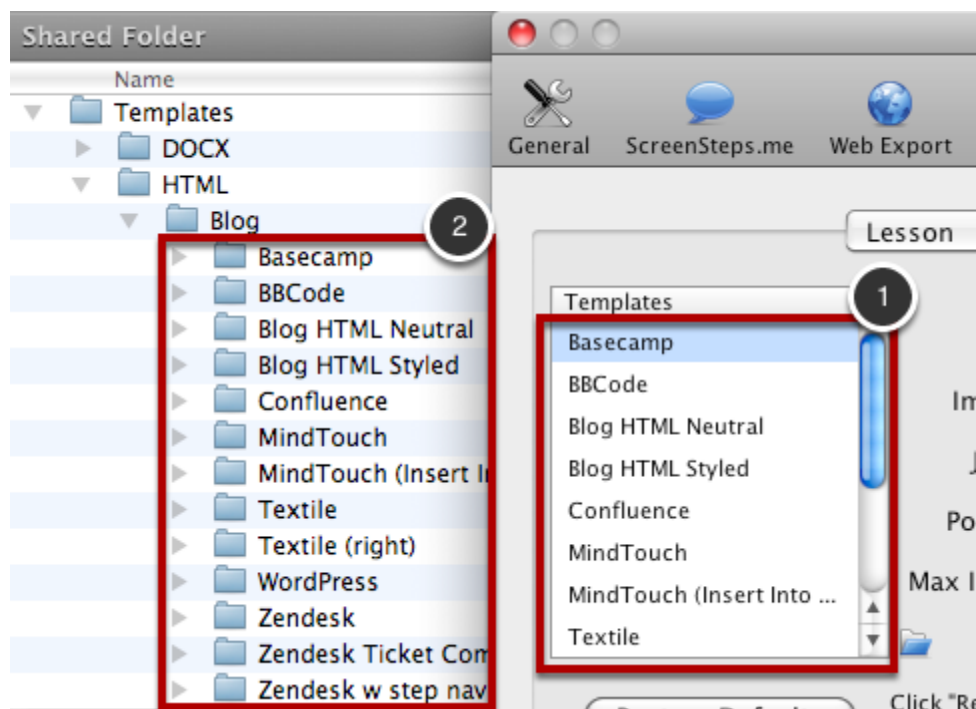 Shared Folder
Name
Templates
DOCX
HTML
Blog
2
Basecamp
BBCode
Blog HTML Neutral
Blog HTML Styled
Confluence
MindTouch
MindTouch (Insert
Textile
Textile (right)
WordPress
Zendesk
Zendesk Ticket
Zendesk w step nav
General ScreenSteps.me Web Export
Lesson
1
Templates
Basecamp
BBCode
Blog HTML Neutral
Blog HTML Styled
Confluence
MindTouch
MindTouch (Insert Into ...
Textile
Max
Click